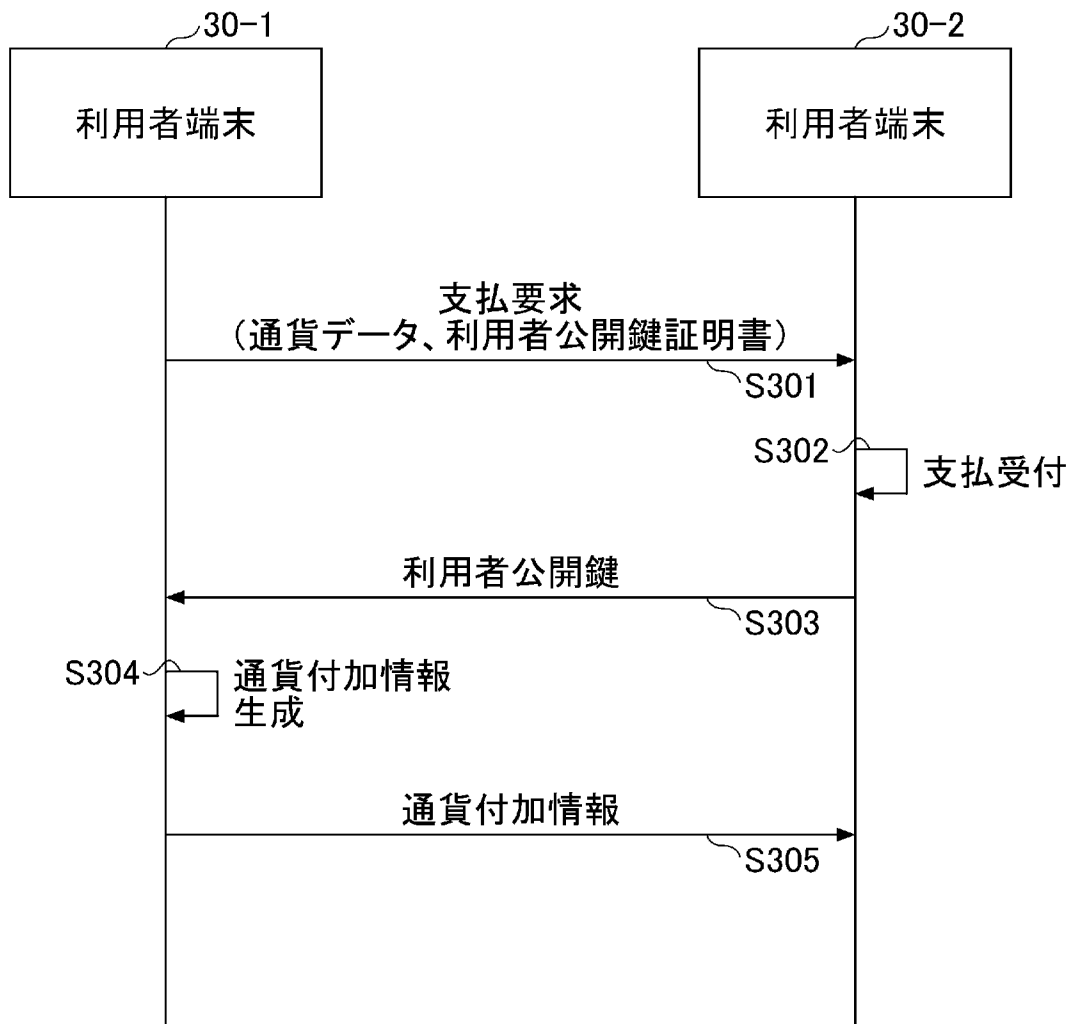 30-1
30-2
利用者端末
利用者端末
支払要求
（通貨データ、利用者公開鍵証明書）
S301
S302
支払受付
利用者公開鍵
S303
S304
通貨付加情報
生成
通貨付加情報
S305